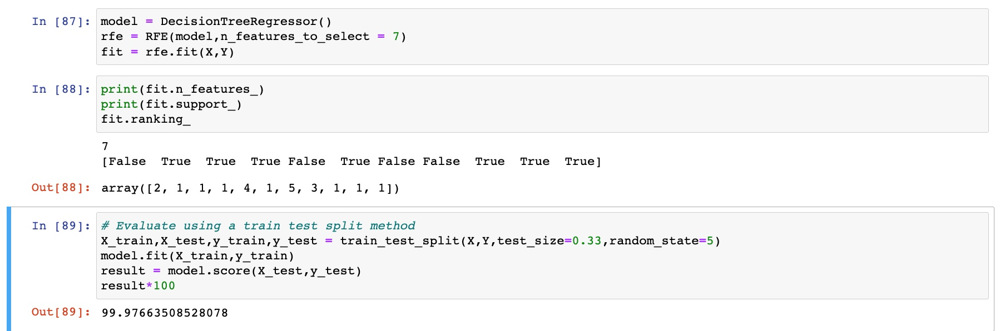 In [87]: model = DecisionTreeRegressor()
rfe = RFE(model,n_features_to_select = 7)
fit = rfe.fit(X,Y)
In [88]: print(fit.n_features_)
print(fit.support_)
fit.ranking_
7
[False  True  True  True False  True False False  True  True  True]
Out[88]: array([2, 1, 1, 1, 4, 1, 5, 3, 1, 1, 1])
In [89]: # Evaluate using a train test split method
X_train,X_test,y_train,y_test = train_test_split(X,Y,test_size=0.33,random_state=5)
model.fit(X_train,y_train)
result = model.score(X_test,y_test)
result*100
Out[89]: 99.97663508528078